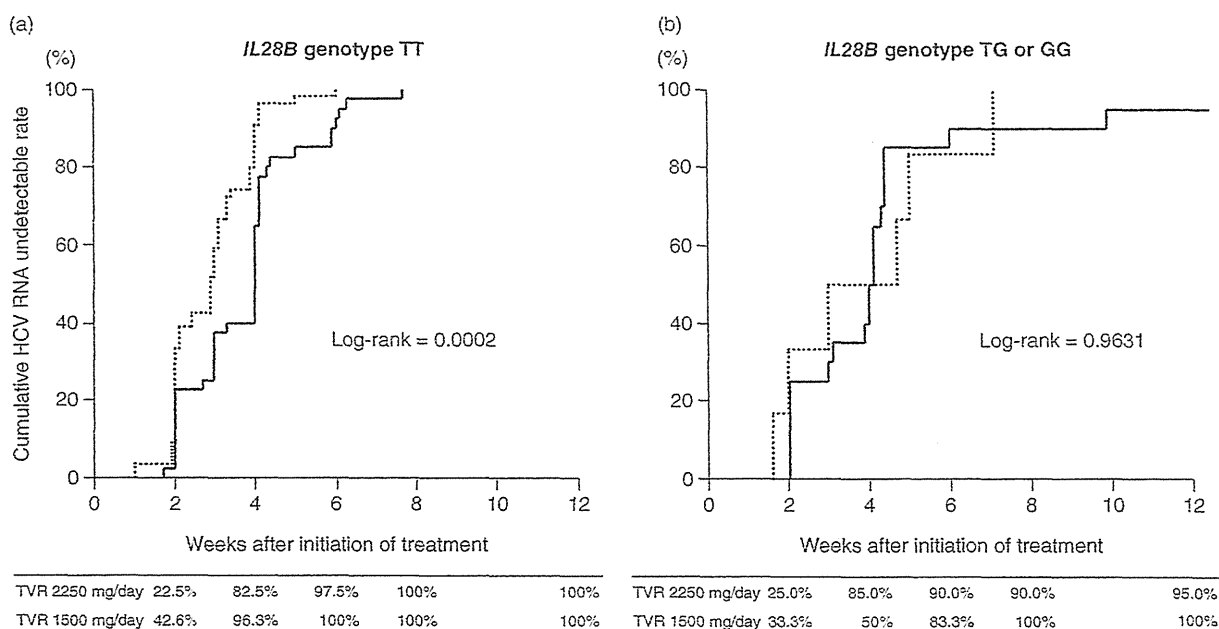 (a)
IL28B genotype TT
(%)
100
80
60
40
20
0
Cumulative HCV RNA undetectable rate
Log-rank = 0.0002
0 2 4 6 8 10 12
Weeks after initiation of treatment
TVR 2250 mg/day 22.5% 82.5% 97.5% 100% 100%
TVR 1500 mg/day 42.6% 96.3% 100% 100% 100%
(b)
IL28B genotype TG or GG
(%)
100
80
60
40
20
0
Log-rank = 0.9631
0 2 4 6 8 10 12
Weeks after initiation of treatment
TVR 2250 mg/day 25.0% 85.0% 90.0% 90.0% 95.0%
TVR 1500 mg/day 33.3% 50% 83.3% 100% 100%